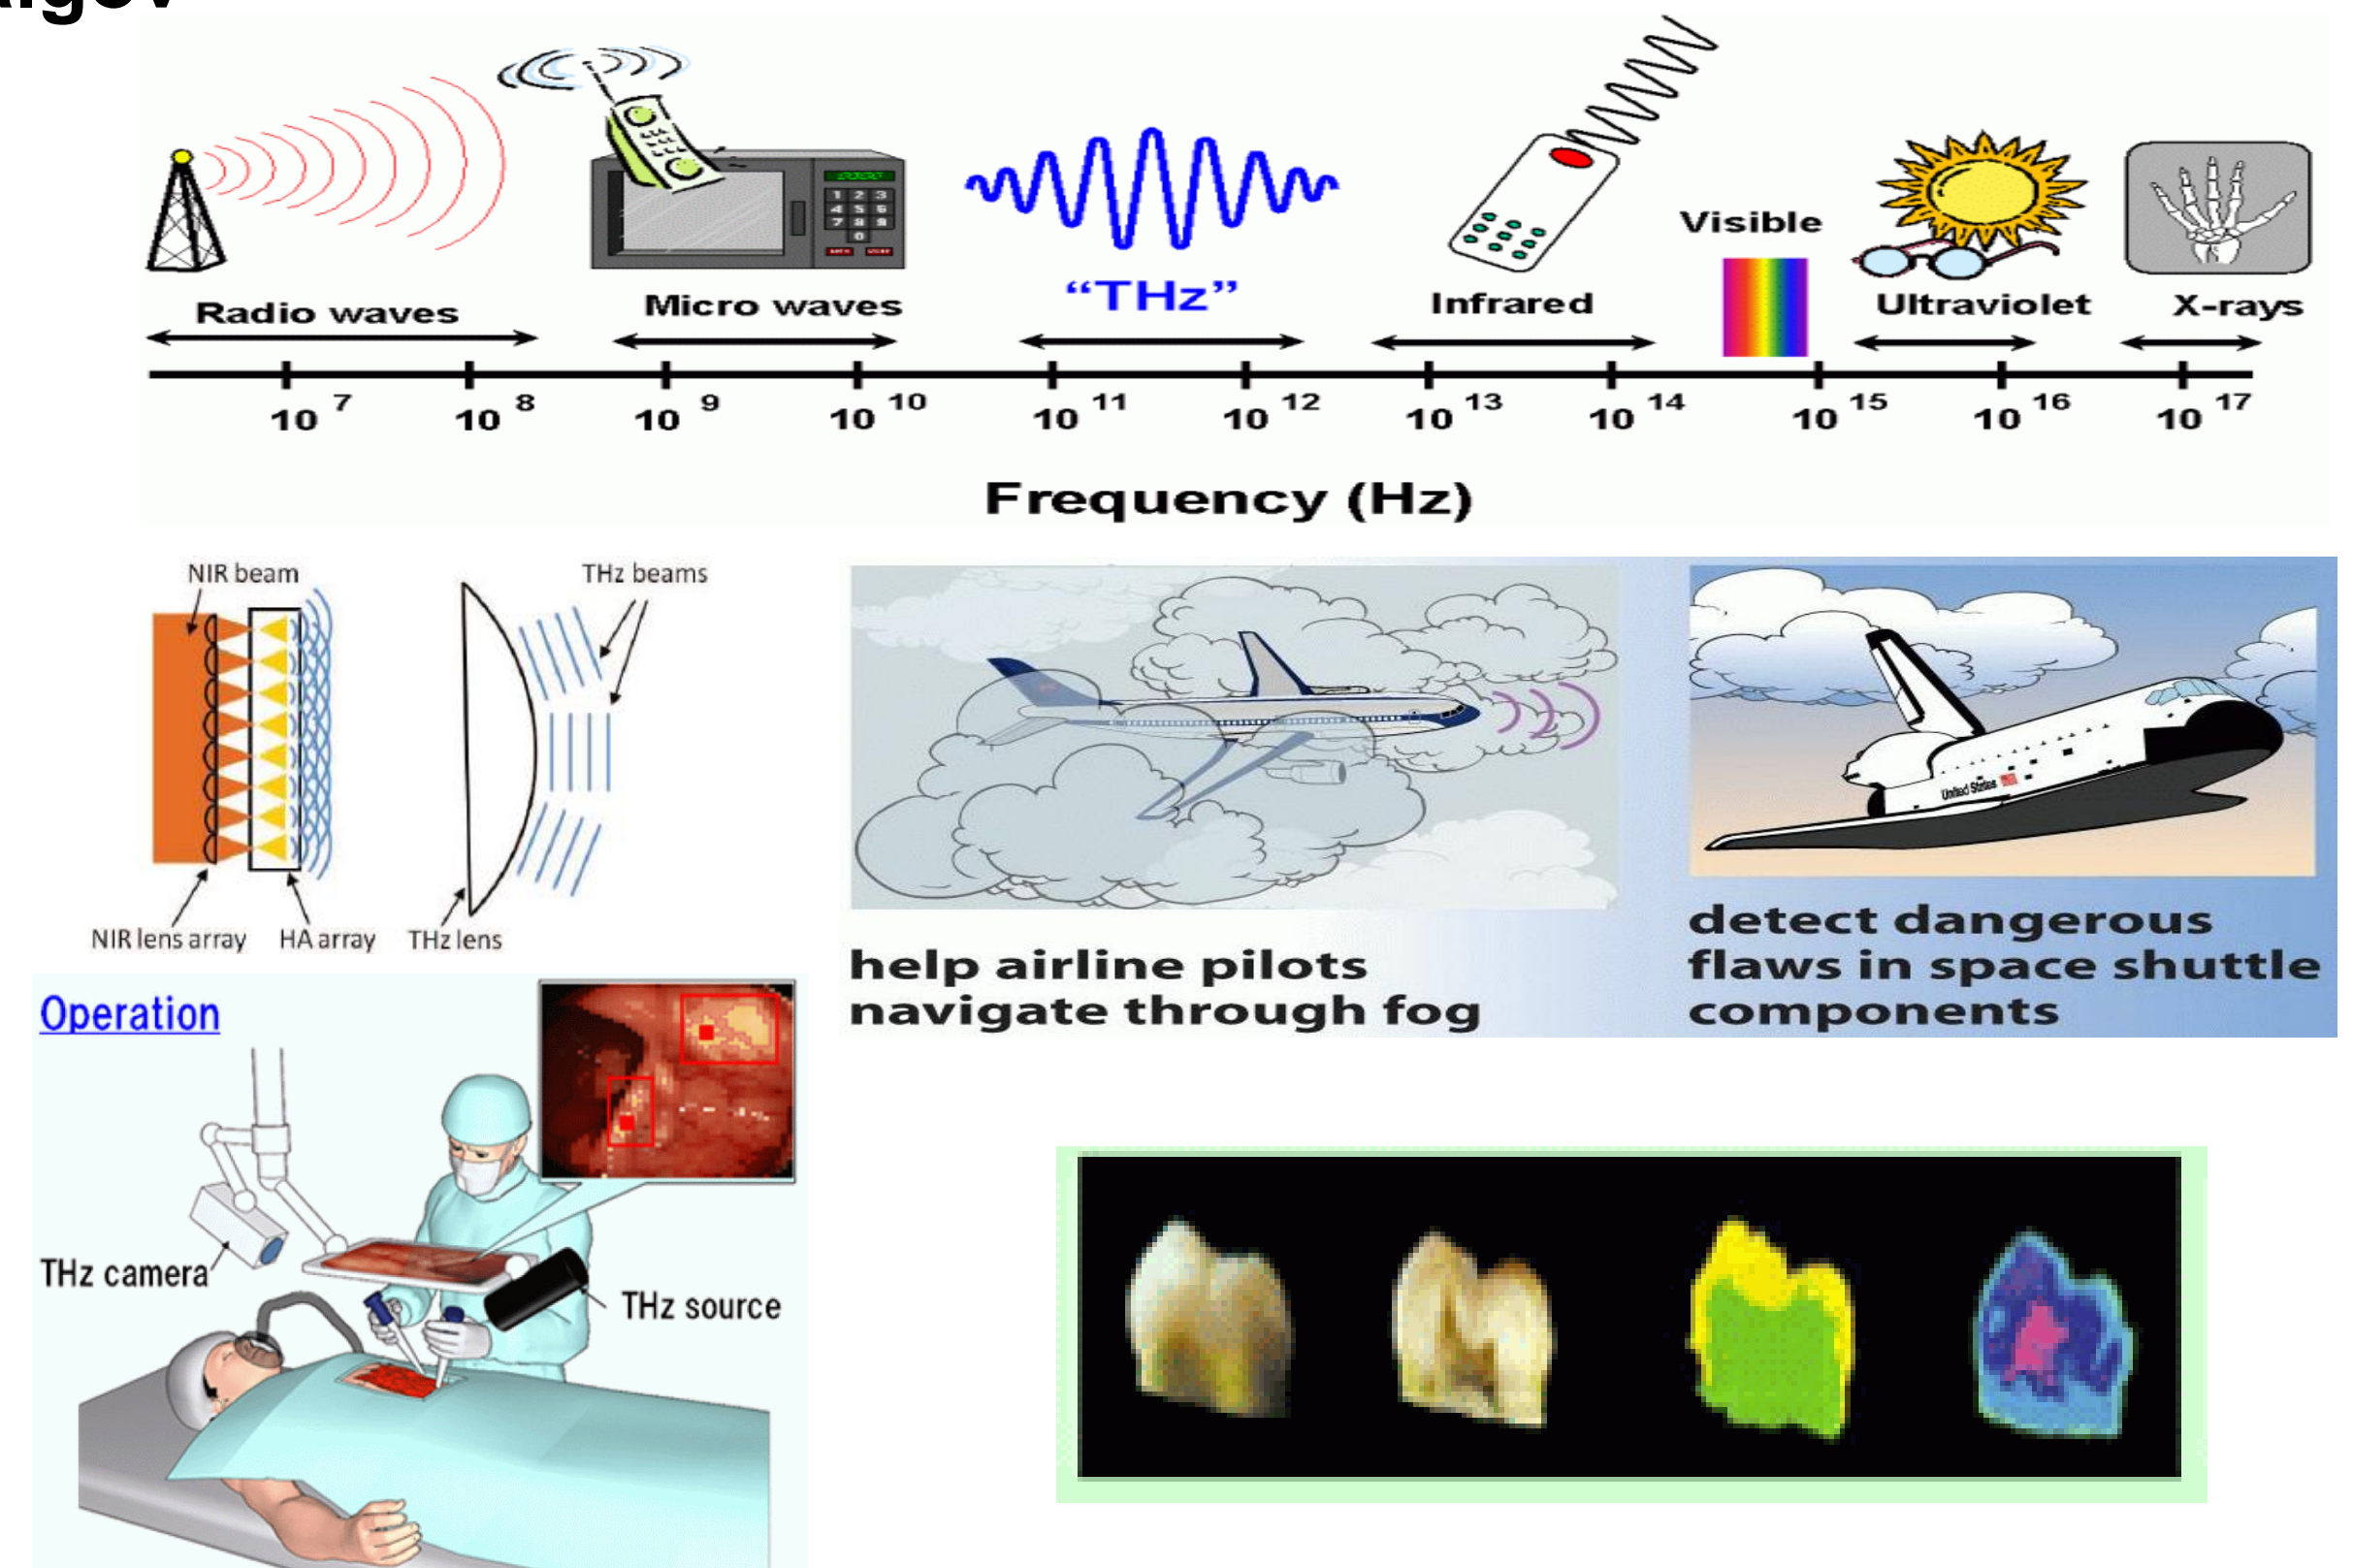 Radio waves
Micro waves
“THz”
Infrared
Visible
Ultraviolet
X-rays
10 7
10 8
10 9
10 10
10 11
10 12
10 13
10 14
10 15
10 16
10 17
Frequency (Hz)
NIR beam
THz beams
NIR lens array
HA array
THz lens
United States
help airline pilots
navigate through fog
detect dangerous
flaws in space shuttle
components
Operation
THz camera
THz source